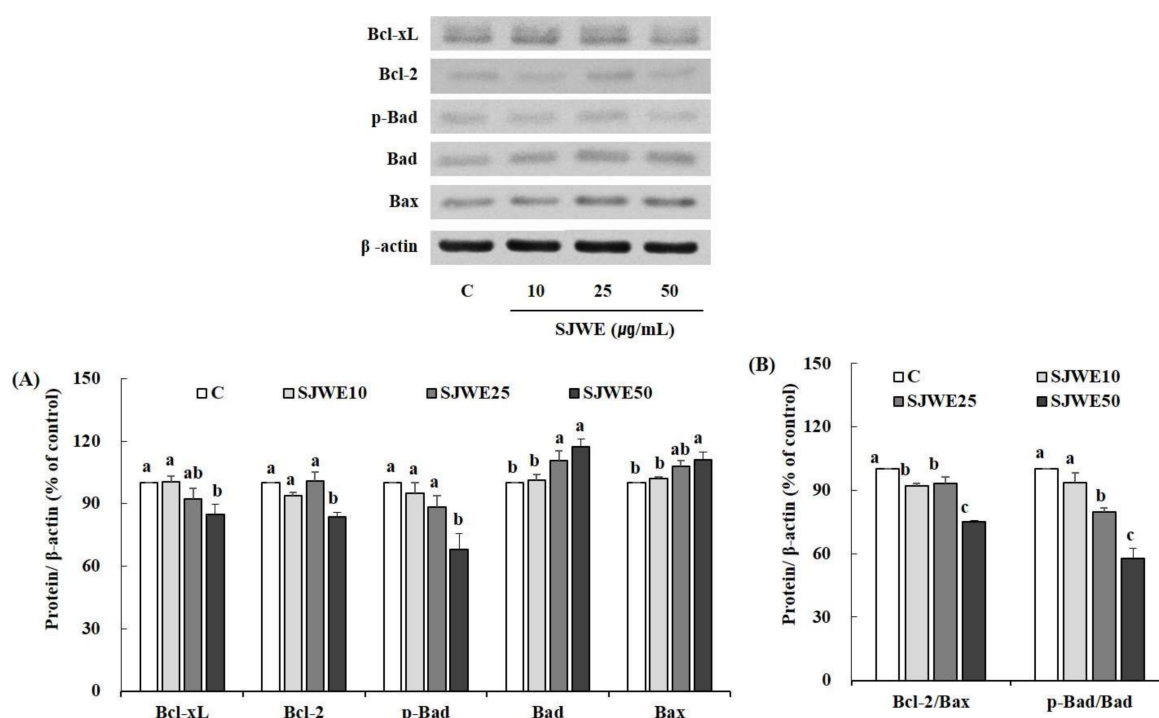 Bcl-xL
Bcl-2
p-Bad
Bad
Bax
β -actin
C 10 25 50
SJWE (㎍/mL)
(A)
Protein/ β-actin (% of control)
150
120
90
60
30
0
C SJWE10 SJWE25 SJWE50
a a ab b
a a a b
a a a b
b b a a
b b ab a
Bcl-xL Bcl-2 p-Bad Bad Bax
(B)
Protein/ β-actin (% of control)
150
120
90
60
30
0
C SJWE10
SJWE25 SJWE50
a b b c
a a b c
Bcl-2/Bax p-Bad/Bad